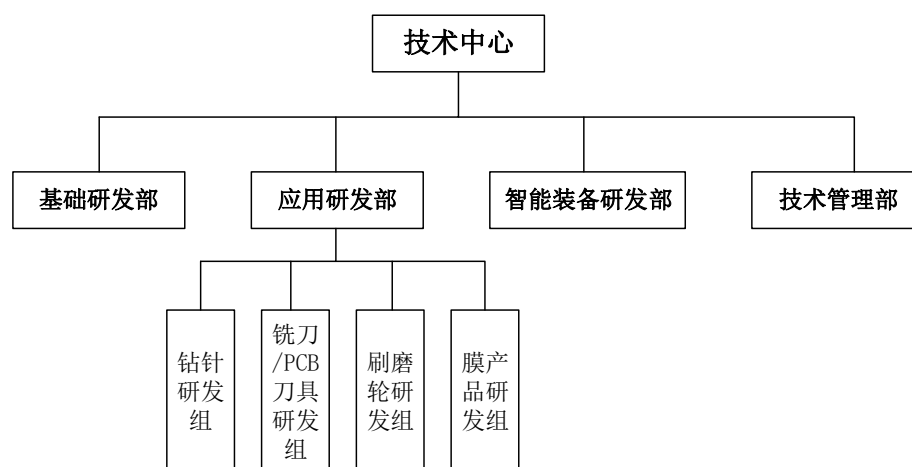 技术中心
基础研发部
应用研发部
智能装备研发部
技术管理部
钻针
研发
组
铣刀
/PCB
刀具
研发
组
刷磨
轮研
发组
膜产
品研
发组